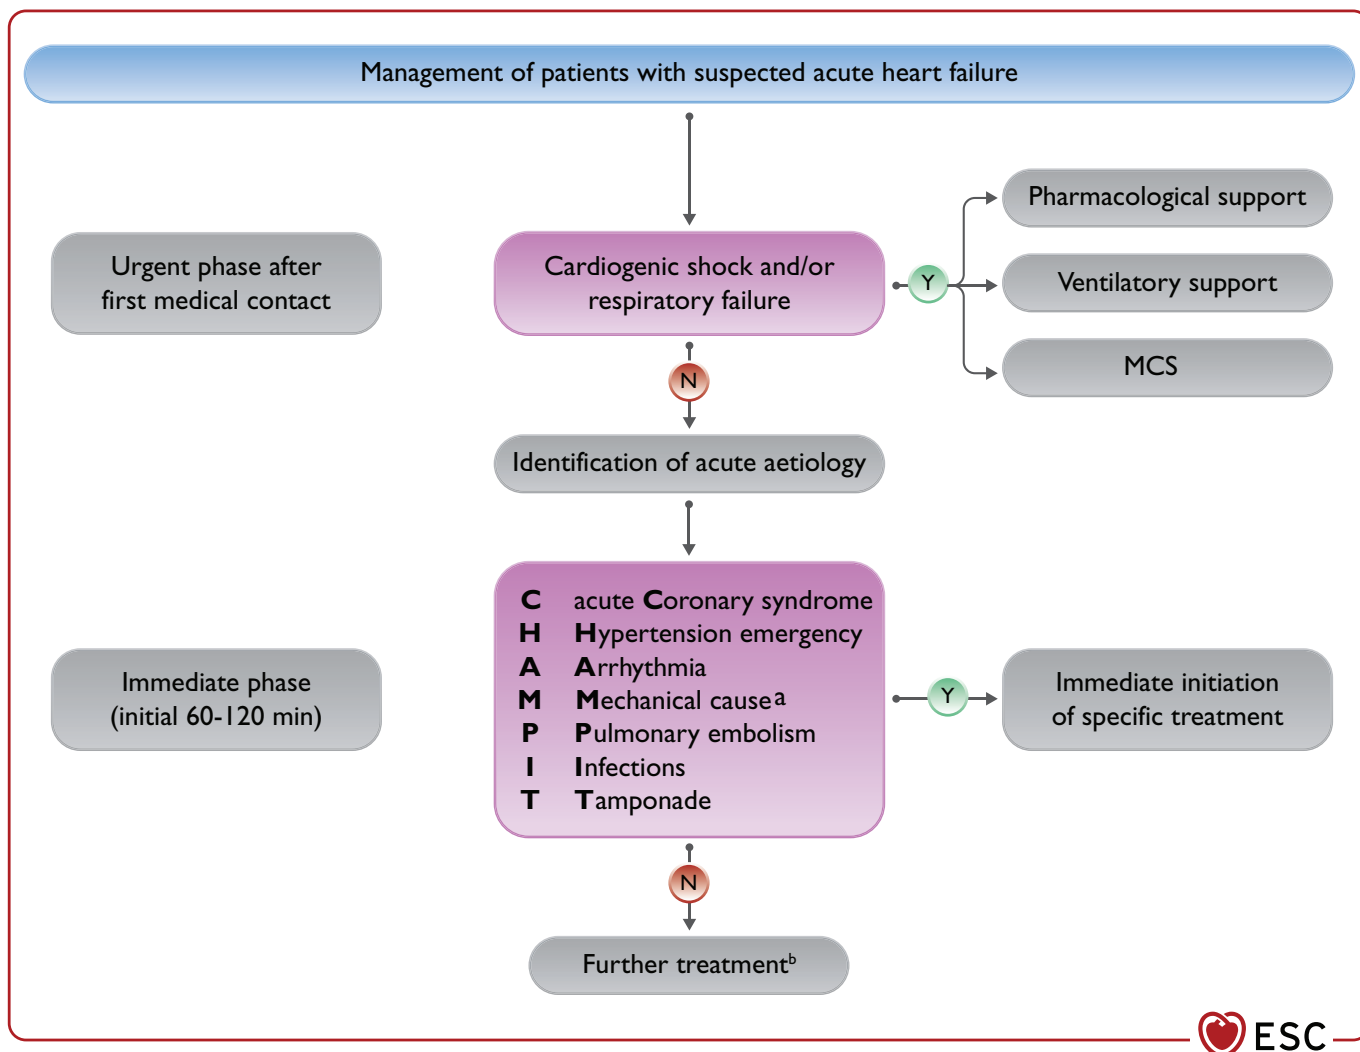 Management of patients with suspected acute heart failure
Urgent phase after
first medical contact
Cardiogenic shock and/or
respiratory failure
Y
Pharmacological support
Ventilatory support
MCS
N
Identification of acute aetiology
Immediate phase
(initial 60-120 min)
C acute Coronary syndrome
H Hypertension emergency
A Arrhythmia
M Mechanical cause a
P Pulmonary embolism
I Infections
T Tamponade
Y
Immediate initiation
of specific treatment
N
Further treatment b
ESC